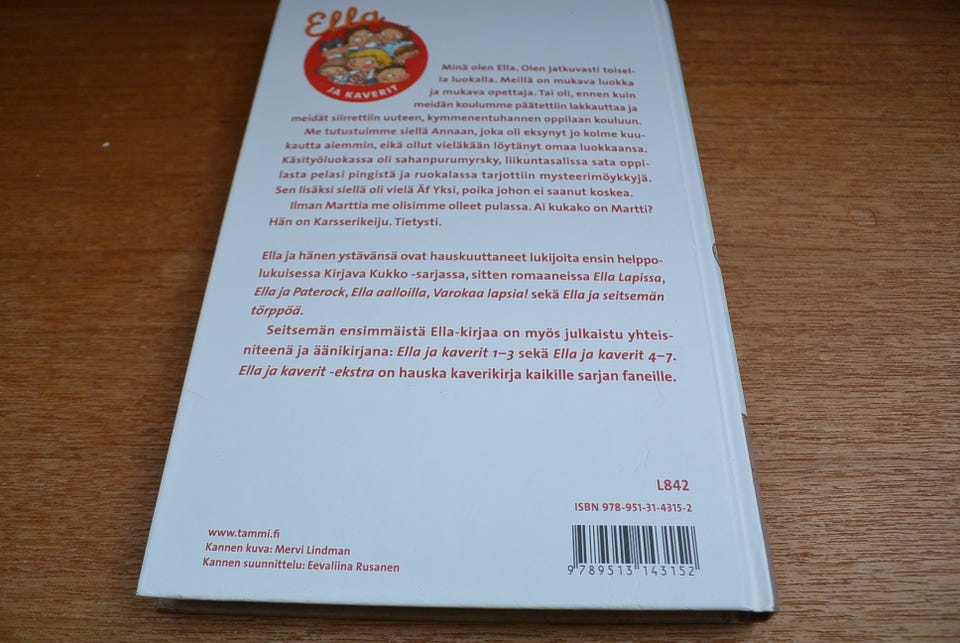 Ella
JA KAVERIT
Minä olen Ella. Olen jatkuvasti toisel-
la luokalla. Meillä on mukava luokka
ja mukava opettaja. Tai oli, ennen kuin
meidän koulumme päätettiin lakkauttaa ja
meidät siirrettiin uuteen, kymmenentuhannen oppilaan kouluun.
Me tutustuimme siellä Annaan, joka oli eksynyt jo kolme kuu-
kautta aiemmin, eikä ollut vieläkään löytänyt omaa luokkaansa.
Käsityöluokassa oli sahanpurumyrsky, liikuntasalissa sata oppi-
lasta pelasi pingistä ja ruokalassa tarjottiin mysteerimöykkyjä.
Sen lisäksi siellä oli vielä Äf Yksi, poika johon ei saanut koskea.
Ilman Marttia me olisimme olleet pulassa. Ai kukako on Martti?
Hän on Karsserikeiju. Tietysti.
Ella ja hänen ystävänsä ovat hauskuuttaneet lukijoita ensin helppo-
lukuisessa Kirjava Kukko -sarjassa, sitten romaaneissa Ella Lapissa,
Ella ja Paterock, Ella aalloilla, Varokaa lapsia! sekä Ella ja seitsemän
törppöä.
Seitsemän ensimmäistä Ella-kirjaa on myös julkaistu yhteis-
niteenä ja äänikirjana: Ella ja kaverit 1–3 sekä Ella ja kaverit 4–7.
Ella ja kaverit -ekstra on hauska kaverikirja kaikille sarjan faneille.
L842
ISBN 978-951-31-4315-2
9 789513 143152
www.tammi.fi
Kannen kuva: Mervi Lindman
Kannen suunnittelu: Eevaliina Rusanen